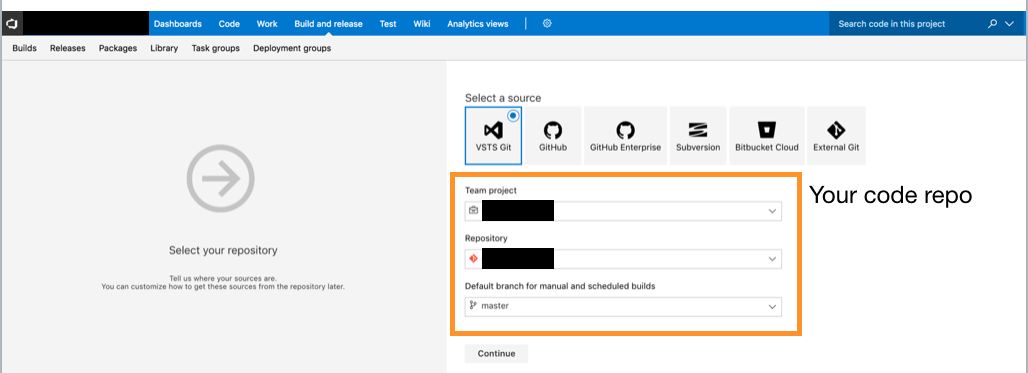 Dashboards Code Work Build and release Test Wiki Analytics views Search code in this project
Builds Releases Packages Library Task groups Deployment groups
Select a source
VSTS Git GitHub GitHub Enterprise Subversion Bitbucket Cloud External Git
Team project
Your code repo
Repository
Select your repository
Tell us where your sources are.
You can customize how to get these sources from the repository later.
Default branch for manual and scheduled builds
master
Continue